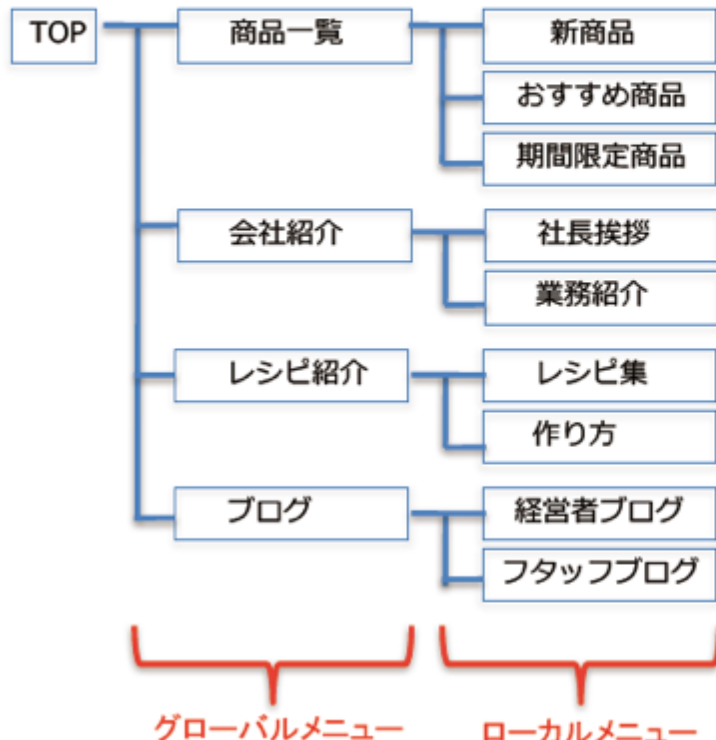 TOP
商品一覧
新商品
おすすめ商品
期間限定商品
会社紹介
社長挨拶
業務紹介
レシピ紹介
レシピ集
作り方
ブログ
経営者ブログ
フタッフブログ
グローバルメニュー
ローカルメニュー